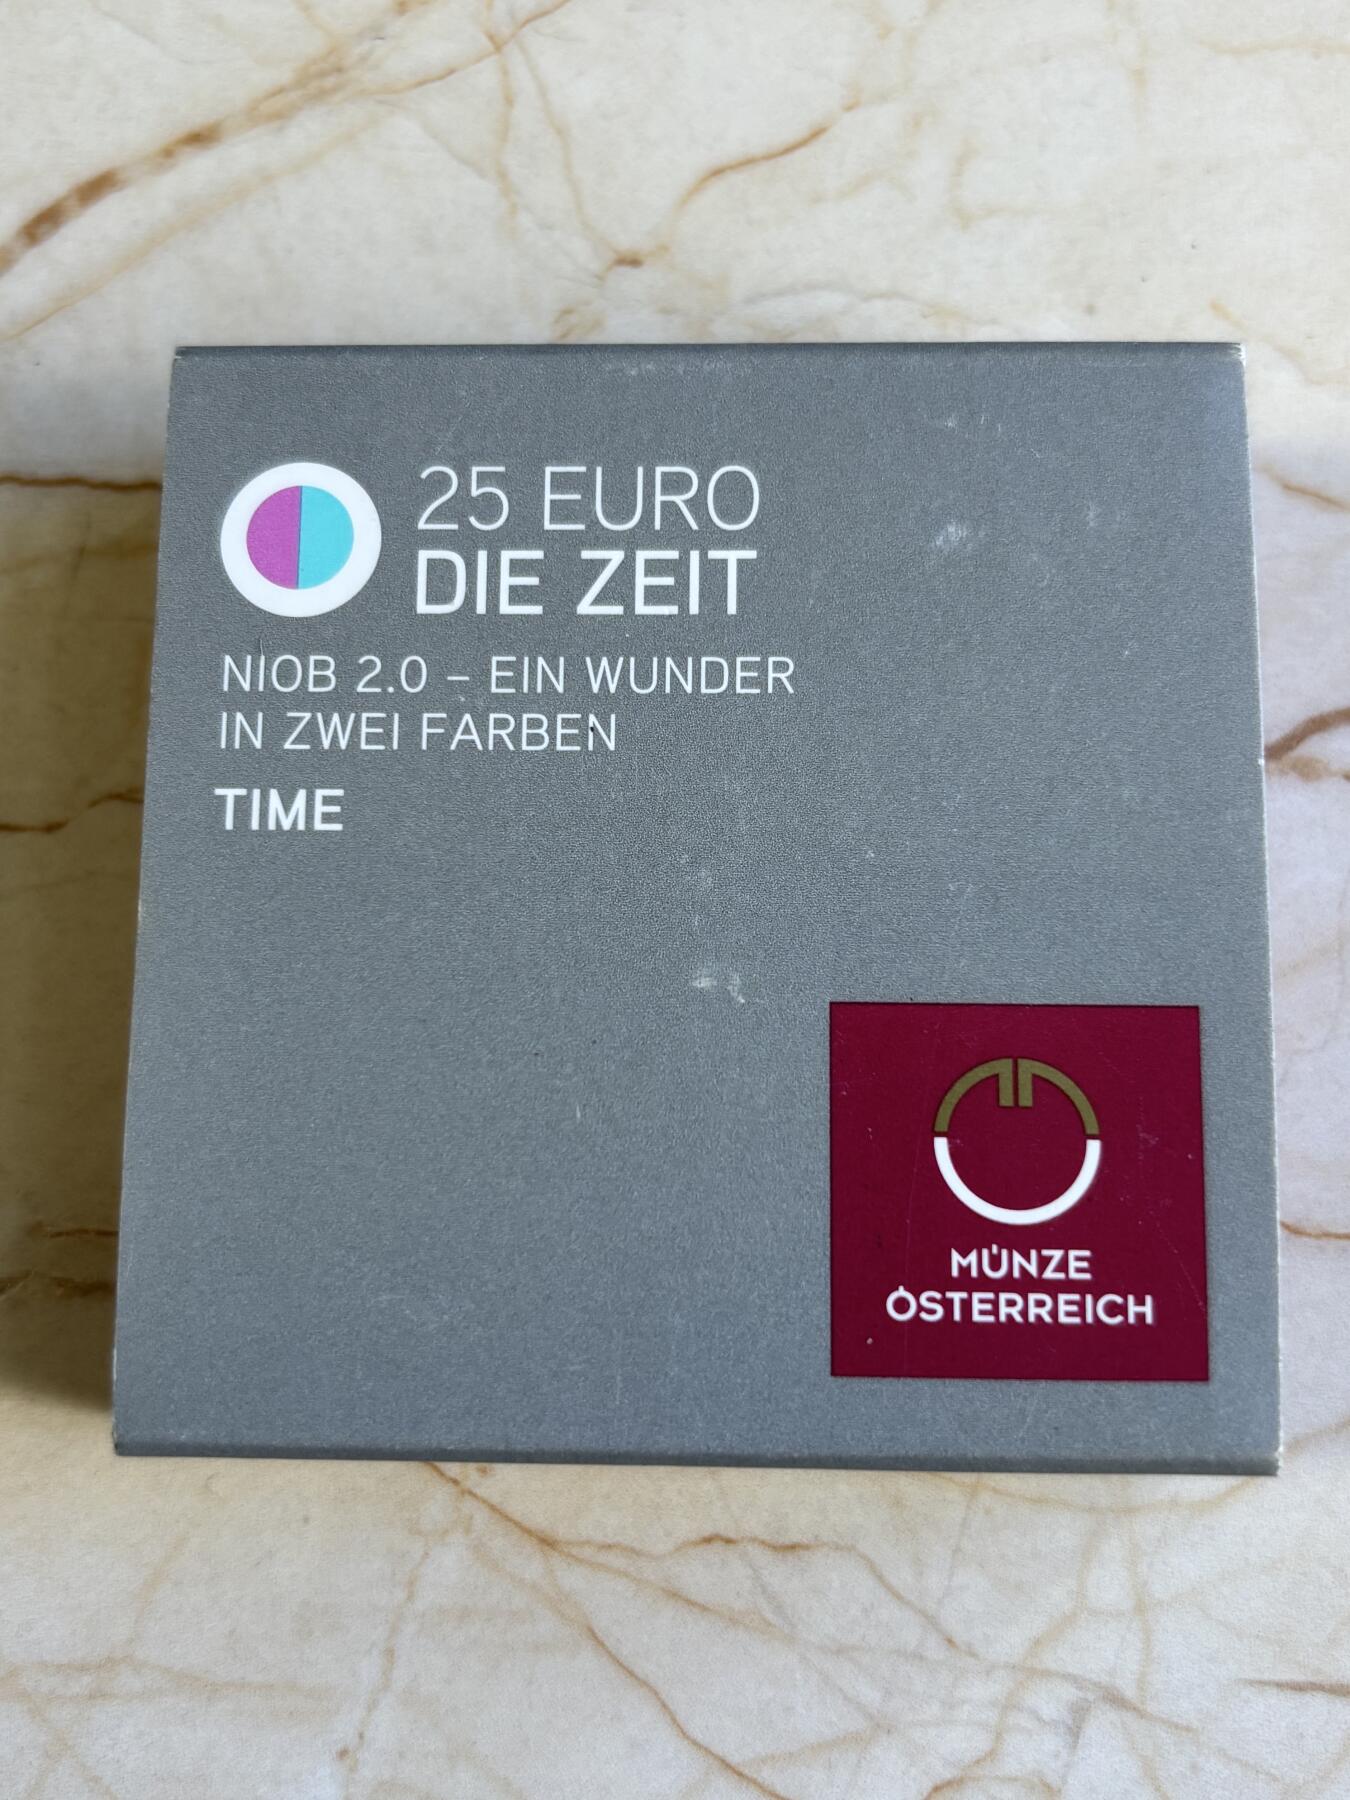 25 EURO
DIE ZEIT
NIOB 2.0 – EIN WUNDER
IN ZWEI FARBEN
TIME
MÜNZE
ÖSTERREICH